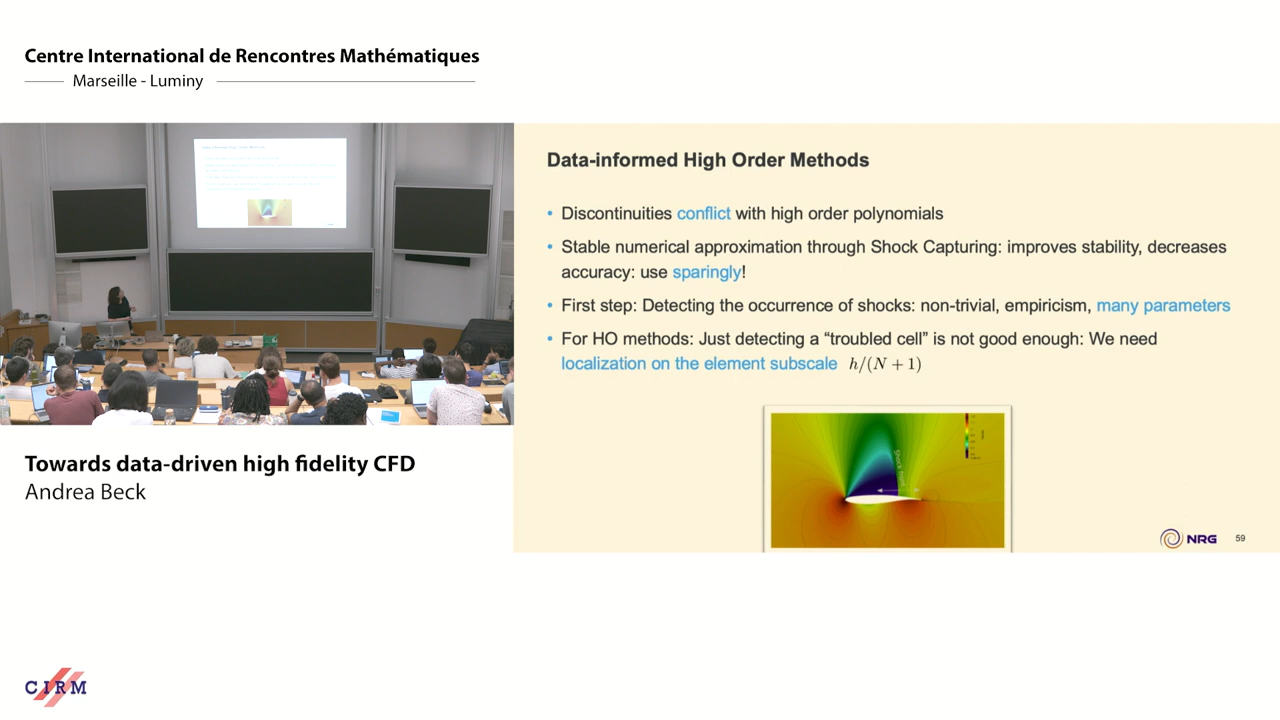 Centre International de Rencontres Mathématiques
Marseille - Luminy
Data-informed High Order Methods
• Discontinuities conflict with high order polynomials
• Stable numerical approximation through Shock Capturing: improves stability, decreases
accuracy: use sparingly!
• First step: Detecting the occurrence of shocks: non-trivial, empiricism, many parameters
• For HO methods: Just detecting a “troubled cell” is not good enough: We need
localization on the element subscale h/(N + 1)
NRG
59
Towards data-driven high fidelity CFD
Andrea Beck
CIRM